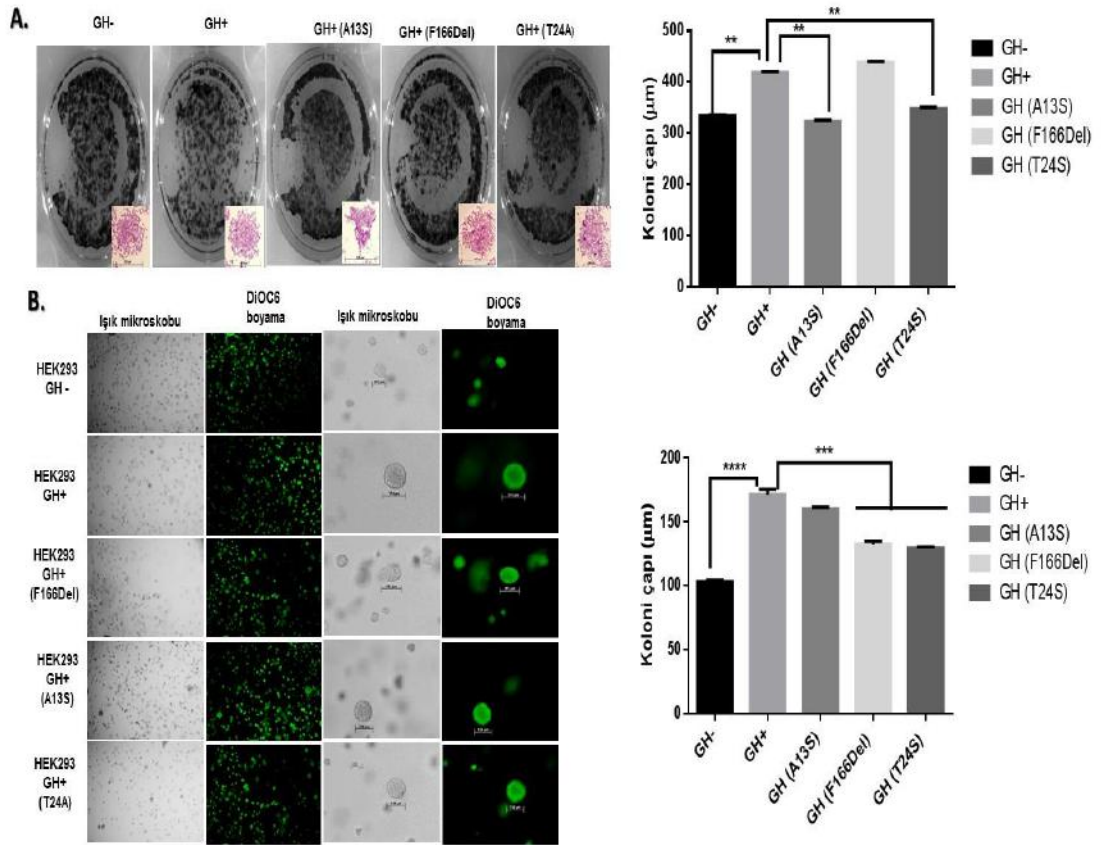 A.
GH-
GH+
GH+ (A13S)
GH+ (F166Del)
GH+ (T24A)
500
400
300
200
100
0
Koloni çapı (µm)
**
**
**
GH-
GH+
GH (A13S)
GH (F166Del)
GH (T24S)
GH-
GH+
GH (A13S)
GH (F166Del)
GH (T24S)
B.
Işık mikroskobu
DiOC6
boyama
Işık mikroskobu
DiOC6
boyama
HEK293
GH -
HEK293
GH+
HEK293
GH+
(F166Del)
HEK293
GH+
(A13S)
HEK293
GH+
(T24A)
200
150
100
50
0
Koloni çapı (µm)
****
***
GH-
GH+
GH (A13S)
GH (F166Del)
GH (T24S)
GH-
GH+
GH (A13S)
GH (F166Del)
GH (T24S)